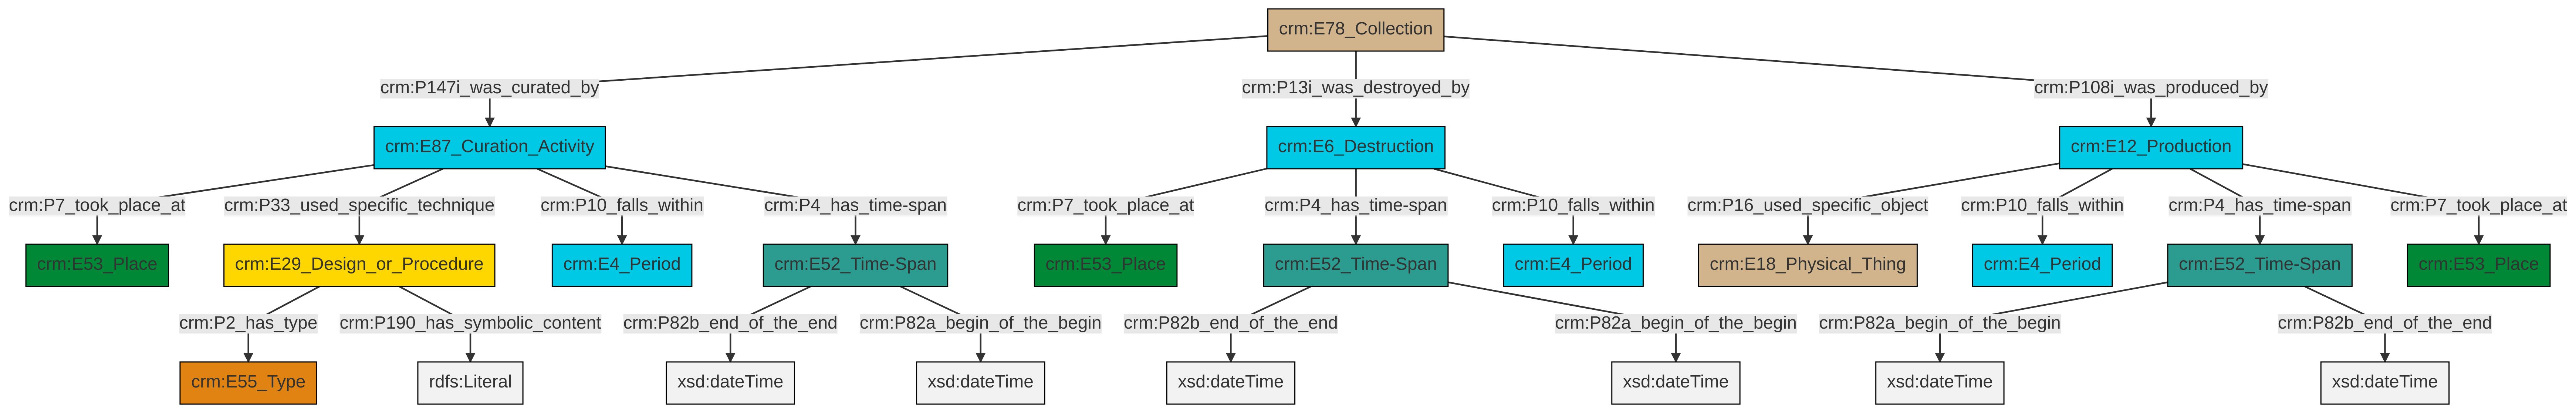 crm:E78_Collection
crm:P147i_was_curated_by
crm:P13i_was_destroyed_by
crm:P108i_was_produced_by
crm:E87_Curation_Activity
crm:E6_Destruction
crm:E12_Production
crm:P7_took_place_at
crm:P33_used_specific_technique
crm:P10_falls_within
crm:P4_has_time-span
crm:P7_took_place_at
crm:P4_has_time-span
crm:P10_falls_within
crm:P16_used_specific_object
crm:P10_falls_within
crm:P4_has_time-span
crm:P7_took_place_at
crm:E53_Place
crm:E29_Design_or_Procedure
crm:E4_Period
crm:E52_Time-Span
crm:E53_Place
crm:E52_Time-Span
crm:E4_Period
crm:E18_Physical_Thing
crm:E4_Period
crm:E52_Time-Span
crm:E53_Place
crm:P2_has_type
crm:P190_has_symbolic_content
crm:P82b_end_of_the_end
crm:P82a_begin_of_the_begin
crm:P82b_end_of_the_end
crm:P82a_begin_of_the_begin
crm:P82a_begin_of_the_begin
crm:P82b_end_of_the_end
crm:E55_Type
rdfs:Literal
xsd:dateTime
xsd:dateTime
xsd:dateTime
xsd:dateTime
xsd:dateTime
xsd:dateTime